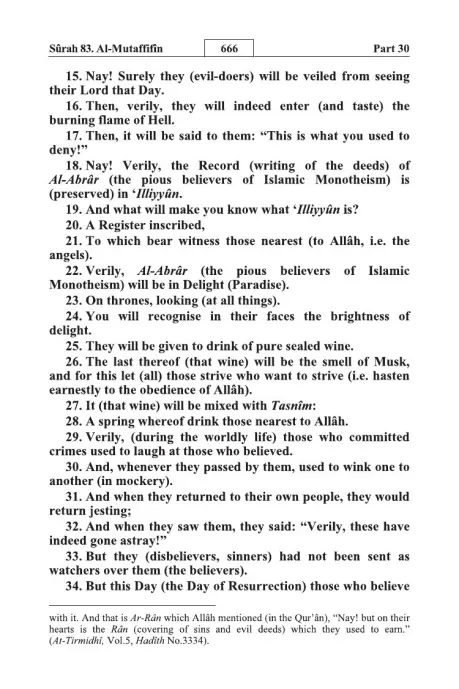 Sûrah 83. Al-Mutaffifîn 666 Part 30
15. Nay! Surely they (evil-doers) will be veiled from seeing
their Lord that Day.
16. Then, verily, they will indeed enter (and taste) the
burning flame of Hell.
17. Then, it will be said to them: “This is what you used to
deny!”
18. Nay! Verily, the Record (writing of the deeds) of
Al-Abrâr (the pious believers of Islamic Monotheism) is
(preserved) in ‘Illiyyûn.
19. And what will make you know what ‘Illiyyûn is?
20. A Register inscribed,
21. To which bear witness those nearest (to Allâh, i.e. the
angels).
22. Verily, Al-Abrâr (the pious believers of Islamic
Monotheism) will be in Delight (Paradise).
23. On thrones, looking (at all things).
24. You will recognise in their faces the brightness of
delight.
25. They will be given to drink of pure sealed wine.
26. The last thereof (that wine) will be the smell of Musk,
and for this let (all) those strive who want to strive (i.e. hasten
earnestly to the obedience of Allâh).
27. It (that wine) will be mixed with Tasnîm:
28. A spring whereof drink those nearest to Allâh.
29. Verily, (during the worldly life) those who committed
crimes used to laugh at those who believed.
30. And, whenever they passed by them, used to wink one to
another (in mockery).
31. And when they returned to their own people, they would
return jesting;
32. And when they saw them, they said: “Verily, these have
indeed gone astray!”
33. But they (disbelievers, sinners) had not been sent as
watchers over them (the believers).
34. But this Day (the Day of Resurrection) those who believe
with it. And that is Ar-Rân which Allâh mentioned (in the Qur’ân), “Nay! but on their
hearts is the Rân (covering of sins and evil deeds) which they used to earn.”
(At-Tirmidhî, Vol.5, Hadîth No.3334).